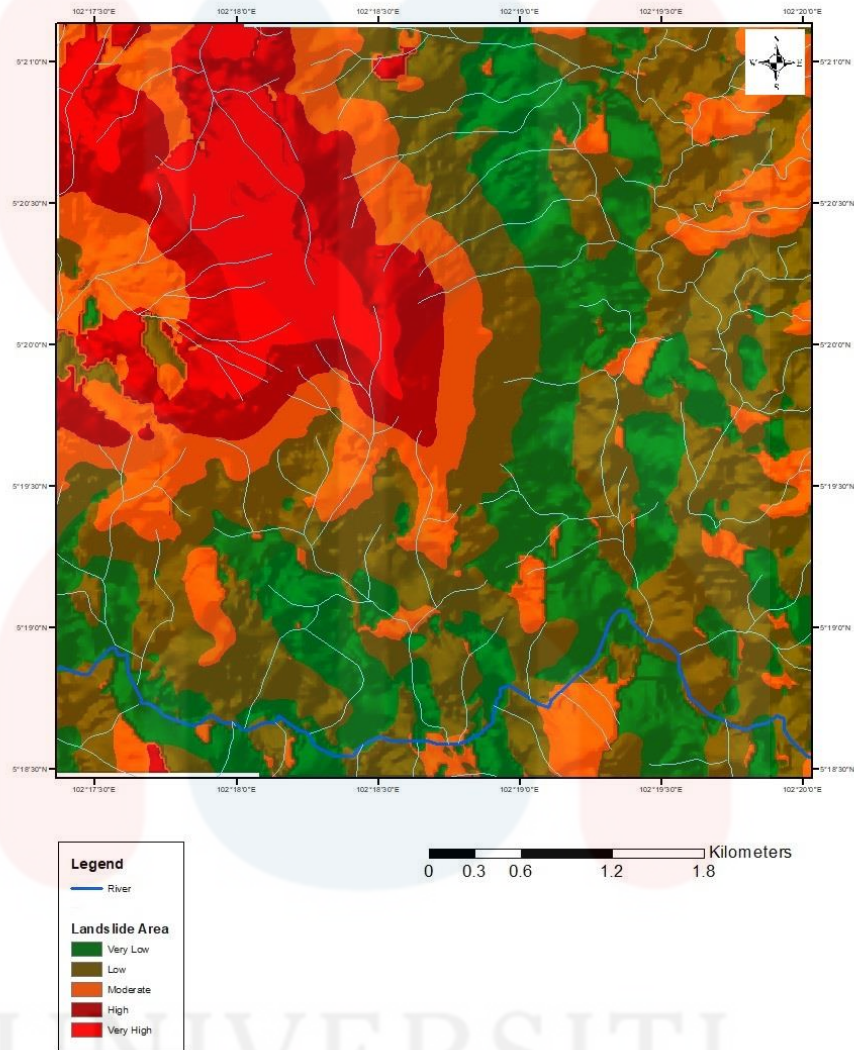 102°17'30"E 102°18'0"E 102°18'30"E 102°19'0"E 102°19'30"E 102°20'0"E
N
W E
S
5°21'0"N 5°21'0"N
5°20'30"N 5°20'30"N
5°20'0"N 5°20'0"N
5°19'30"N 5°19'30"N
5°19'0"N 5°19'0"N
5°18'30"N 5°18'30"N
102°17'30"E 102°18'0"E 102°18'30"E 102°19'0"E 102°19'30"E 102°20'0"E
Kilometers
0 0.3 0.6 1.2 1.8
Legend
River
Landslide Area
Very Low
Low
Moderate
High
Very High
UNIVERSITI